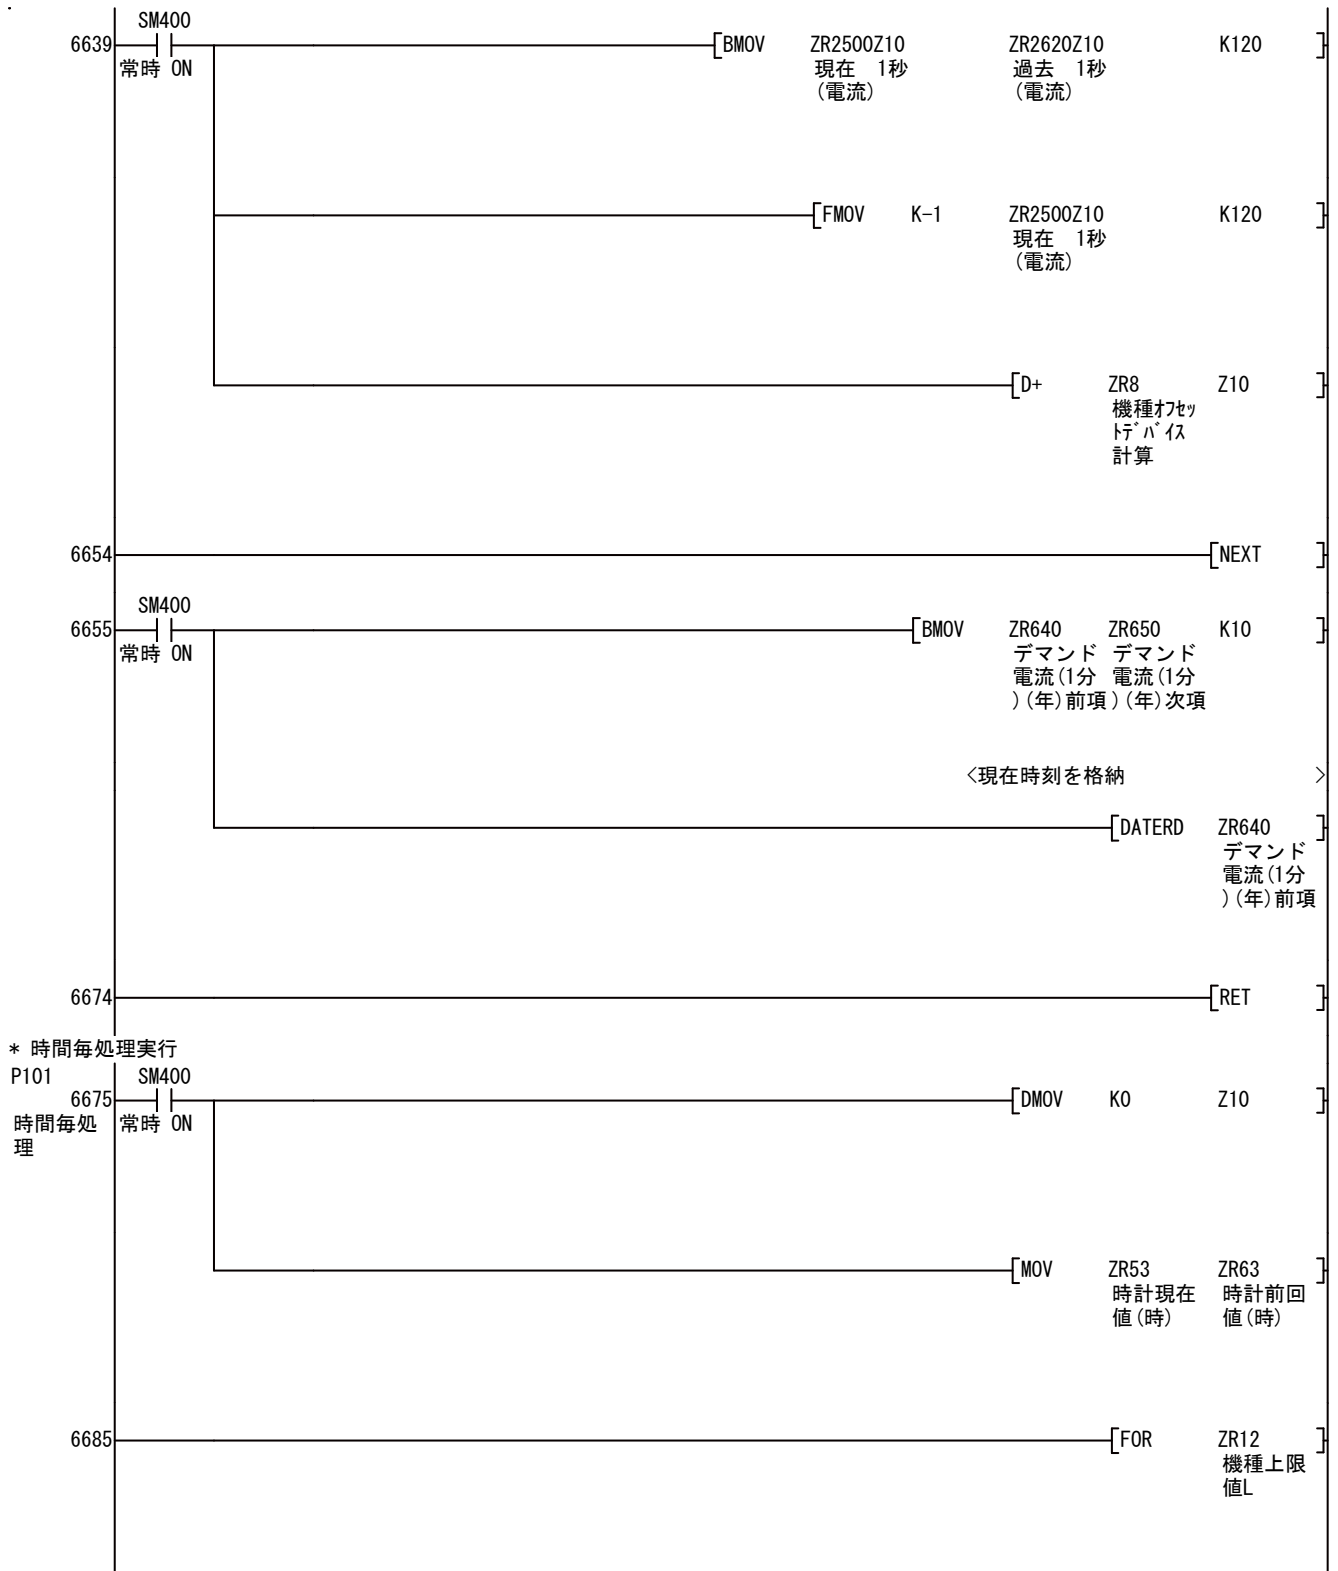 SM400
6639 [BMOV ZR2500Z10 ZR2620Z10 K120 ]
常時 ON 現在 1秒 過去 1秒
(電流) (電流)
[FMOV K-1 ZR2500Z10 K120 ]
現在 1秒
(電流)
[D+ ZR8 Z10 ]
機種ｵﾌｾｯ
ﾄﾃﾞﾊﾞｲｽ
計算
6654 [NEXT ]
SM400
6655 [BMOV ZR640 ZR650 K10 ]
常時 ON デマンド デマンド
電流(1分 電流(1分
)(年)前項 )(年)次項
<現在時刻を格納 >
[DATERD ZR640 ]
デマンド
電流(1分
)(年)前項
6674 [RET ]
* 時間毎処理実行
P101 SM400
6675 [DMOV K0 Z10 ]
時間毎処 常時 ON
理
[MOV ZR53 ZR63 ]
時計現在 時計前回
値(時) 値(時)
6685 [FOR ZR12 ]
機種上限
値L